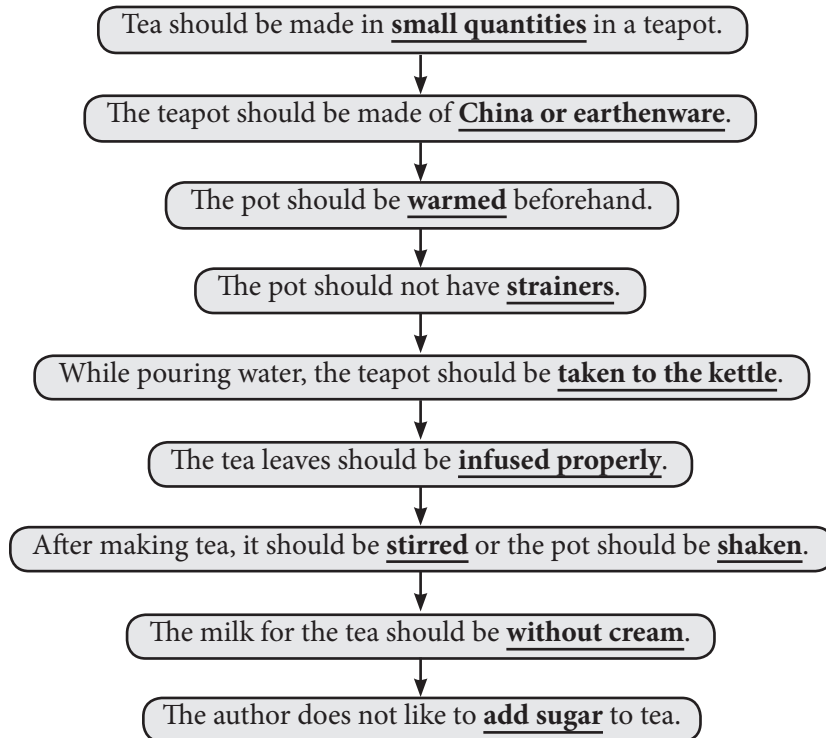 Tea should be made in small quantities in a teapot.
The teapot should be made of China or earthenware.
The pot should be warmed beforehand.
The pot should not have strainers.
While pouring water, the teapot should be taken to the kettle.
The tea leaves should be infused properly.
After making tea, it should be stirred or the pot should be shaken.
The milk for the tea should be without cream.
The author does not like to add sugar to tea.